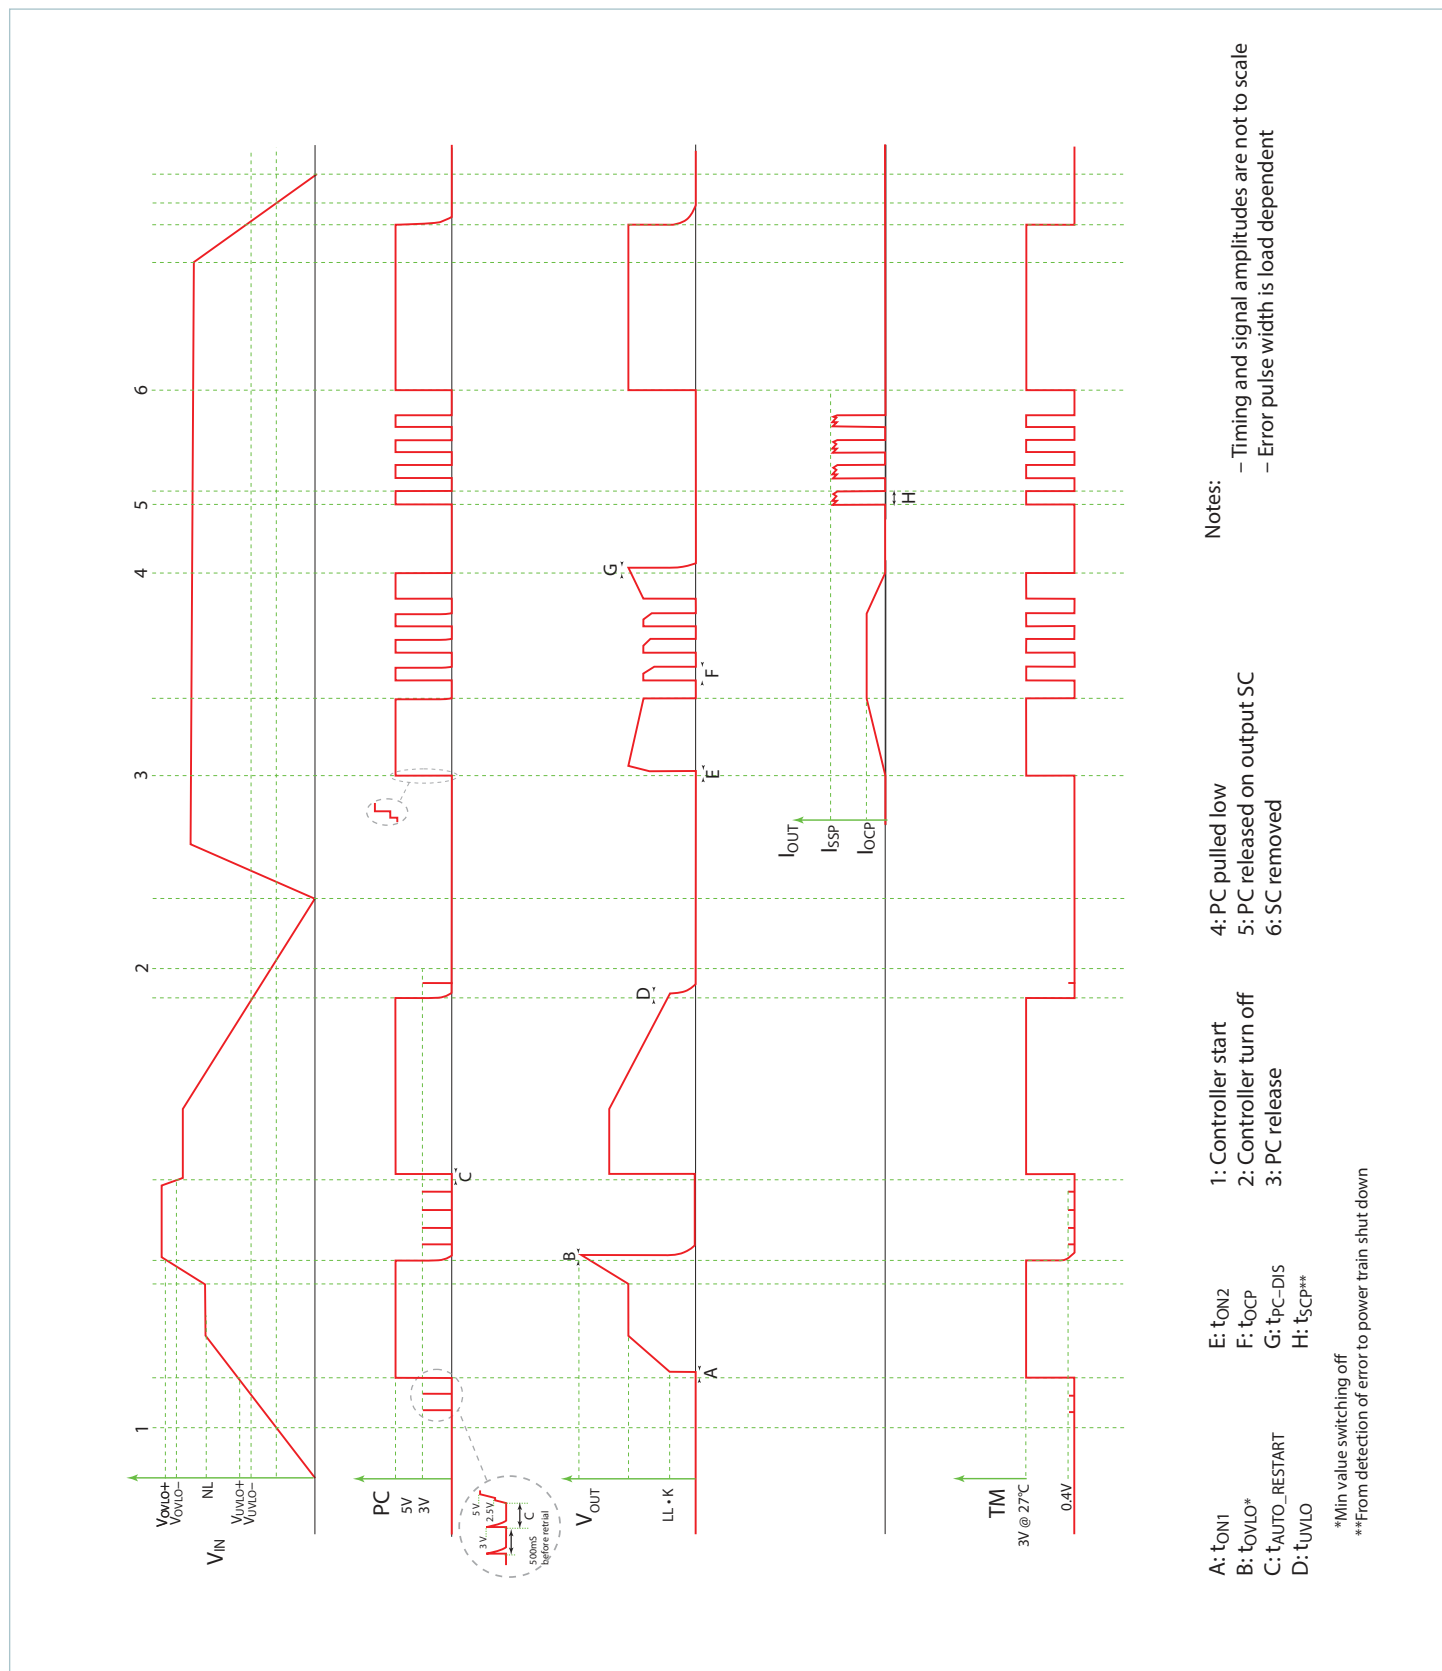 1
2
3
4
5
6
VOVLO+
VOVLO–
NL
VUVLO+
VUVLO–
VIN
PC
5V
3V
C
3 V
5 V
2.5V
C
500mS
before retrial
VOUT
LL • K
A
B
D
E
F
G
IOUT
ISSP
IOCP
H
TM
3V @ 27°C
0.4V
A: tON1
B: tOVLO*
C: tAUTO_RESTART
D: tUVLO
E: tON2
F: tOCP
G: tPC–DIS
H: tSCP**
1: Controller start
2: Controller turn off
3: PC release
4: PC pulled low
5: PC released on output SC
6: SC removed
Notes:
– Timing and signal amplitudes are not to scale
– Error pulse width is load dependent
*Min value switching off
**From detection of error to power train shut down